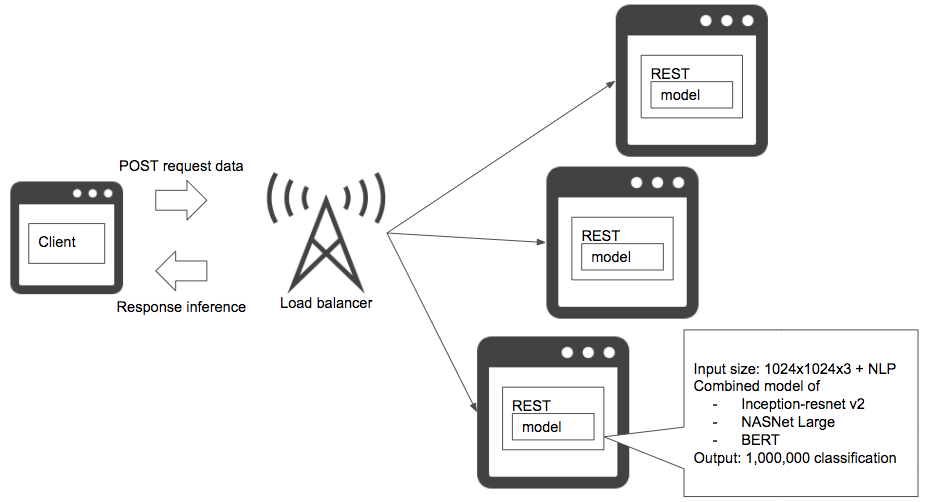 POST request data
Client
Response inference
Load balancer
REST
model
REST
model
REST
model
Input size: 1024x1024x3 + NLP
Combined model of
- Inception-resnet v2
- NASNet Large
- BERT
Output: 1,000,000 classification